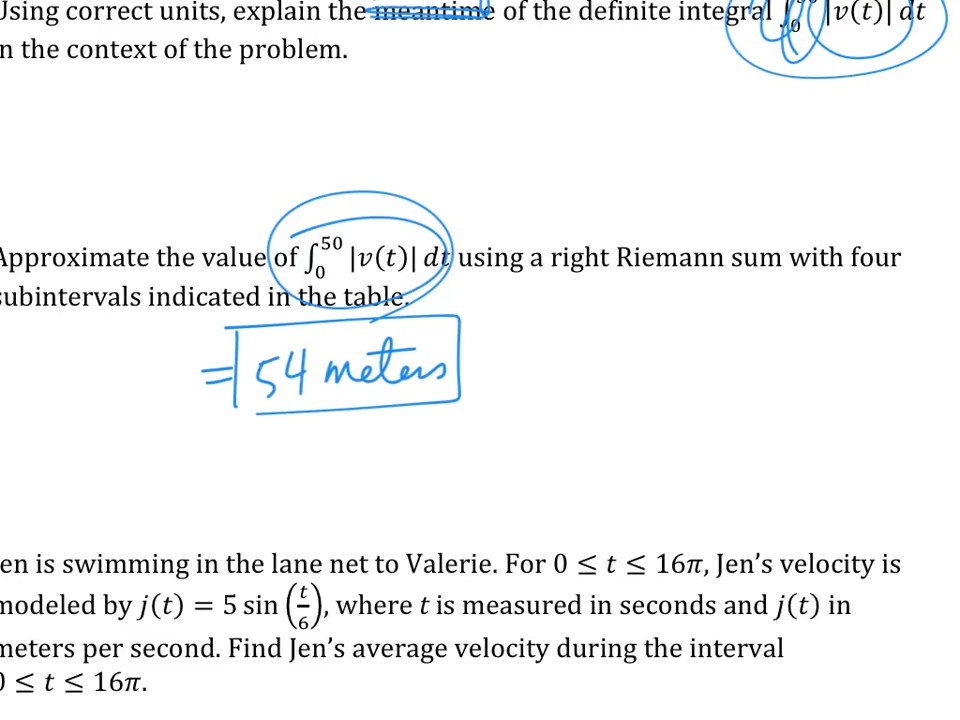 Using correct units, explain the meantime of the definite integral ∫₀ |v(t)| dt
n the context of the problem.
Approximate the value of ∫₀⁵⁰ |v(t)| dt using a right Riemann sum with four
subintervals indicated in the table.
= 54 meters
en is swimming in the lane net to Valerie. For 0 ≤ t ≤ 16π, Jen’s velocity is
modeled by j(t) = 5 sin (t/6), where t is measured in seconds and j(t) in
meters per second. Find Jen’s average velocity during the interval
0 ≤ t ≤ 16π.